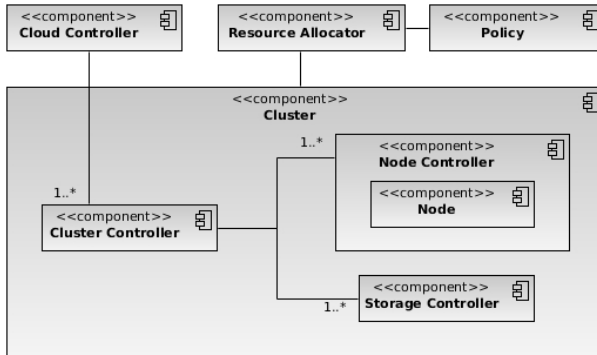 <<component>>
Cloud Controller
<<component>>
Resource Allocator
<<component>>
Policy
<<component>>
Cluster
1..*
<<component>>
Node Controller
<<component>>
Node
1..*
<<component>>
Cluster Controller
<<component>>
Storage Controller
1..*